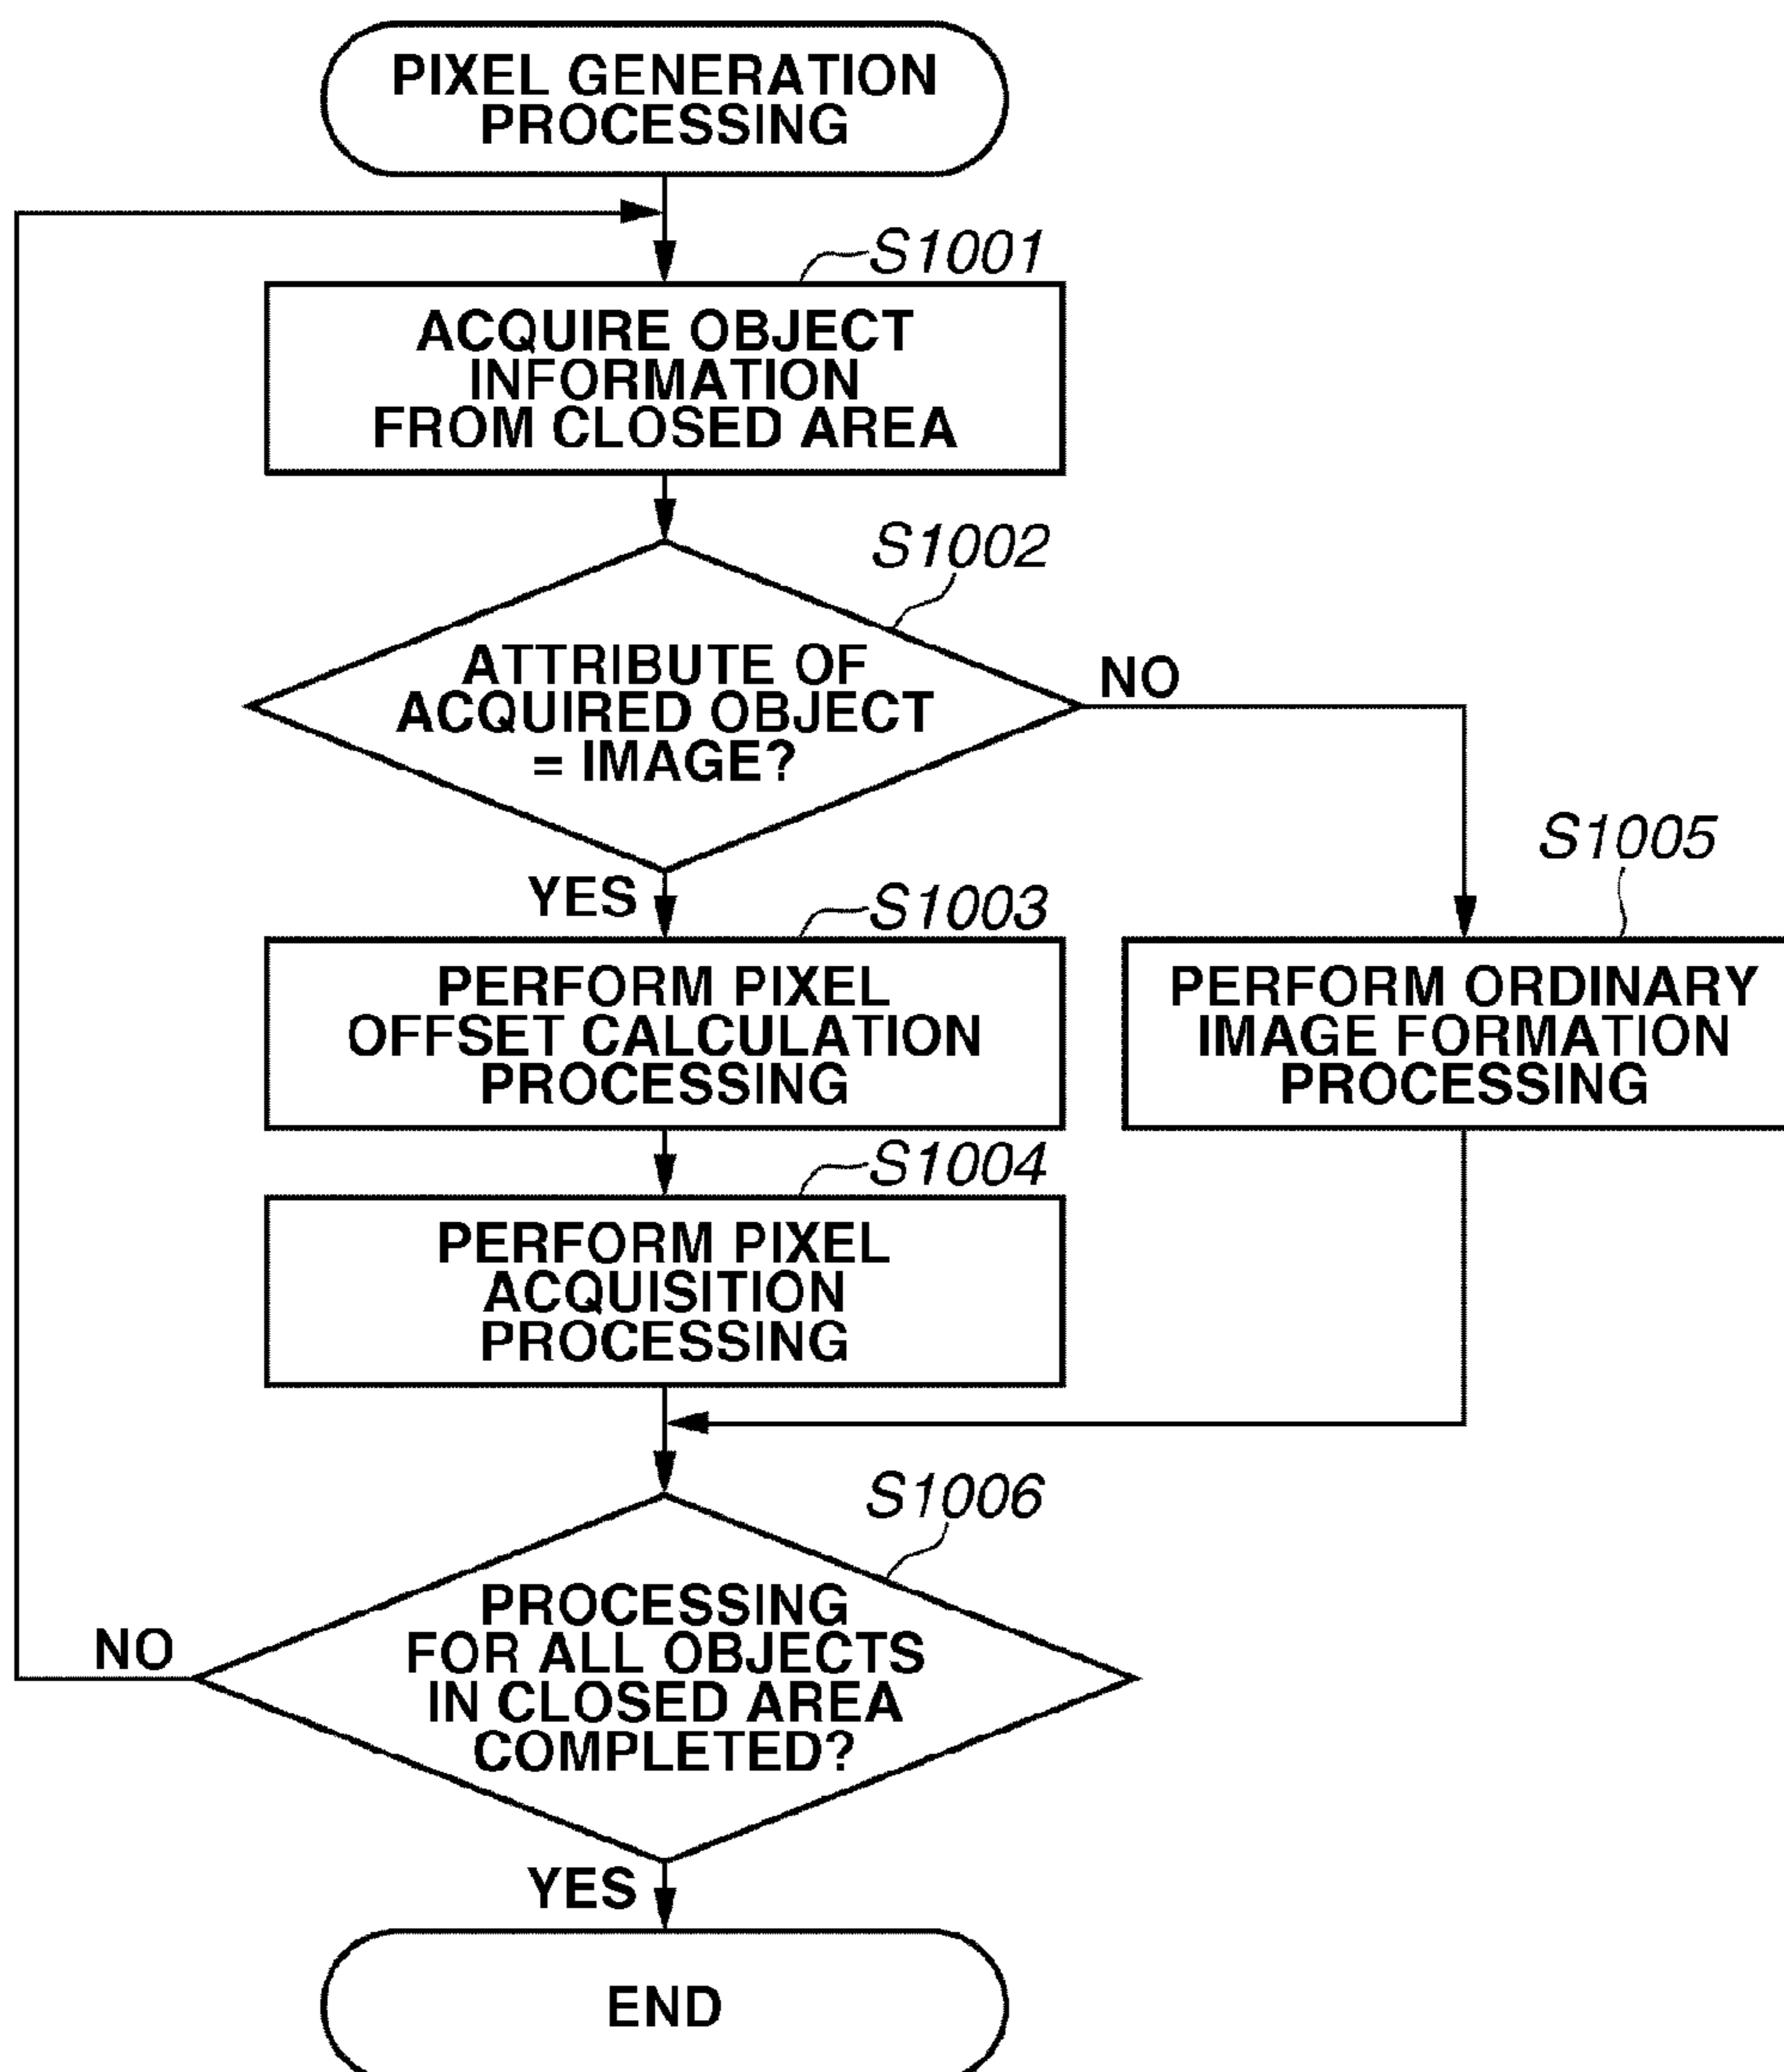 PIXEL GENERATION
PROCESSING
S1001
ACQUIRE OBJECT
INFORMATION
FROM CLOSED AREA
S1002
ATTRIBUTE OF
ACQUIRED OBJECT
= IMAGE?
NO
YES
S1003
PERFORM PIXEL
OFFSET CALCULATION
PROCESSING
S1005
PERFORM ORDINARY
IMAGE FORMATION
PROCESSING
S1004
PERFORM PIXEL
ACQUISITION
PROCESSING
S1006
PROCESSING
FOR ALL OBJECTS
IN CLOSED AREA
COMPLETED?
NO
YES
END